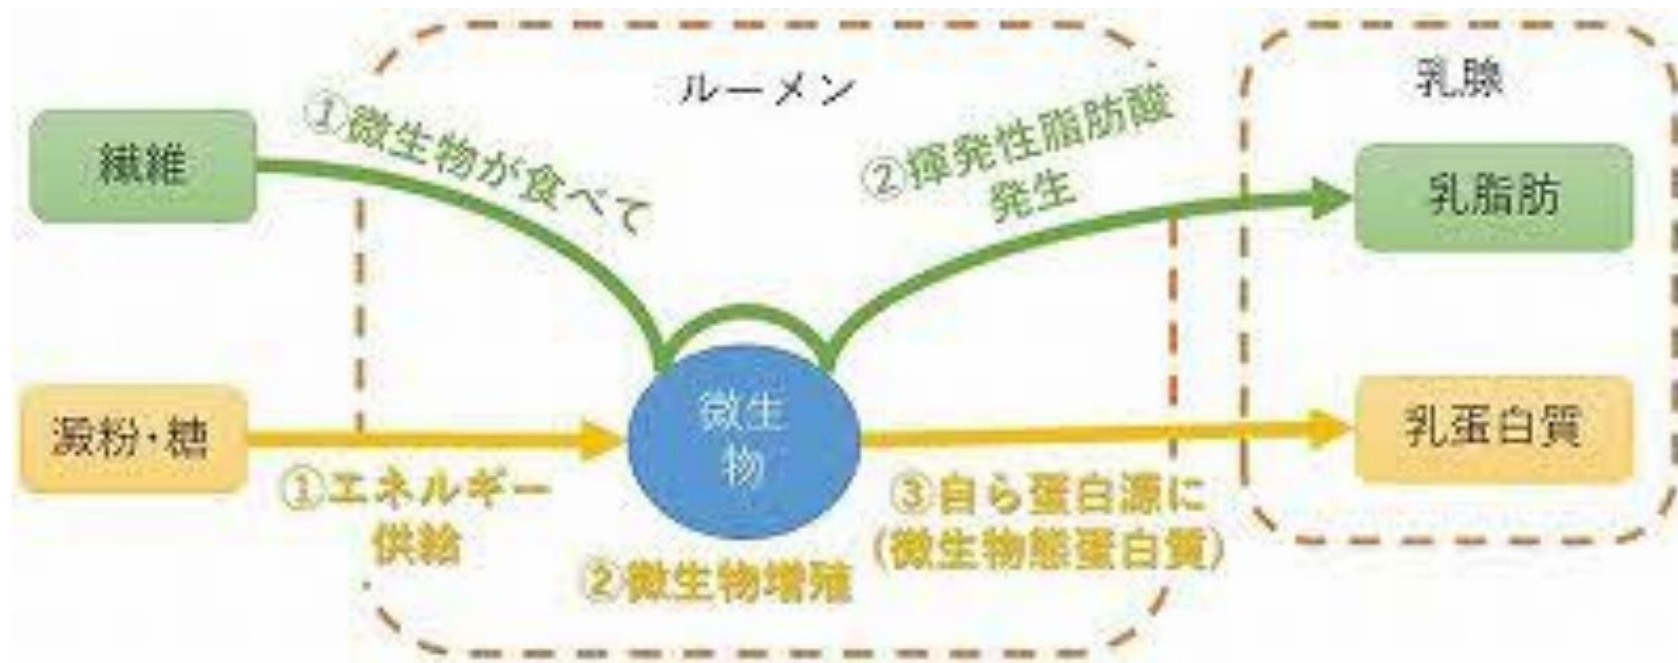 ルーメン
乳腺
繊維
①微生物が食べて
②揮発性脂肪酸
発生
乳脂肪
微生
物
澱粉・糖
①エネルギー
供給
②微生物増殖
③自ら蛋白源に
(微生物態蛋白質)
乳蛋白質